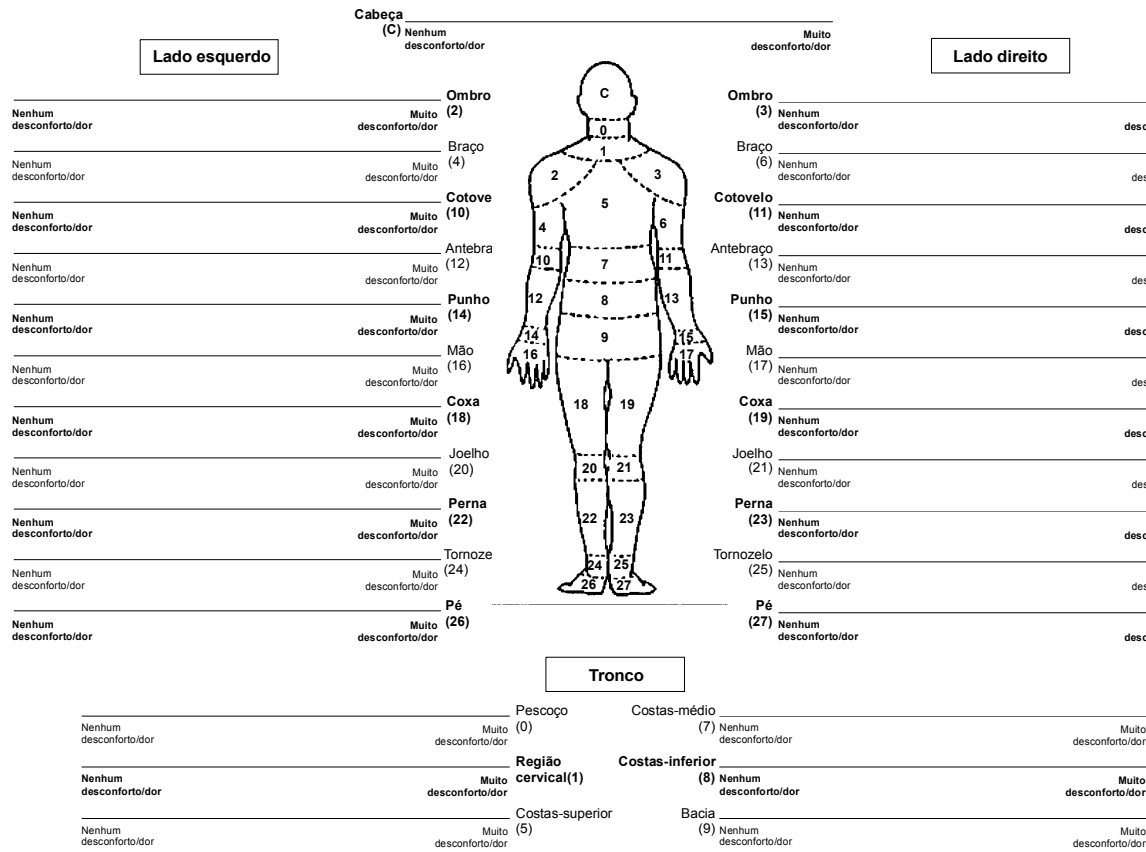 Cabeça
(C)
Nenhum
desconforto/dor
Muito
desconforto/dor
Lado esquerdo
Ombro
(2)
Nenhum
desconforto/dor
Muito
desconforto/dor
Braço
(4)
Nenhum
desconforto/dor
Muito
desconforto/dor
Cotove
(10)
Nenhum
desconforto/dor
Muito
desconforto/dor
Antebra
(12)
Nenhum
desconforto/dor
Muito
desconforto/dor
Punho
(14)
Nenhum
desconforto/dor
Muito
desconforto/dor
Mão
(16)
Nenhum
desconforto/dor
Muito
desconforto/dor
Coxa
(18)
Nenhum
desconforto/dor
Muito
desconforto/dor
Joelho
(20)
Nenhum
desconforto/dor
Muito
desconforto/dor
Perna
(22)
Nenhum
desconforto/dor
Muito
desconforto/dor
Tornoze
(24)
Nenhum
desconforto/dor
Muito
desconforto/dor
Pé
(26)
Nenhum
desconforto/dor
Muito
desconforto/dor
C
0
1
2
3
5
4
6
10
7
11
12
8
13
14
9
15
16
17
18
19
20
21
22
23
24
25
26
27
Lado direito
Ombro
(3)
Nenhum
desconforto/dor
desc
Braço
(6)
Nenhum
desconforto/dor
des
Cotovelo
(11)
Nenhum
desconforto/dor
desc
Antebraço
(13)
Nenhum
desconforto/dor
des
Punho
(15)
Nenhum
desconforto/dor
desc
Mão
(17)
Nenhum
desconforto/dor
des
Coxa
(19)
Nenhum
desconforto/dor
desc
Joelho
(21)
Nenhum
desconforto/dor
des
Perna
(23)
Nenhum
desconforto/dor
desc
Tornozelo
(25)
Nenhum
desconforto/dor
des
Pé
(27)
Nenhum
desconforto/dor
desc
Tronco
Pescoço
(0)
Nenhum
desconforto/dor
Muito
desconforto/dor
Região
cervical(1)
Nenhum
desconforto/dor
Muito
desconforto/dor
Costas-superior
(5)
Nenhum
desconforto/dor
Muito
desconforto/dor
Costas-médio
(7)
Nenhum
desconforto/dor
Muito
desconforto/dor
Costas-inferior
(8)
Nenhum
desconforto/dor
Muito
desconforto/dor
Bacia
(9)
Nenhum
desconforto/dor
Muito
desconforto/dor